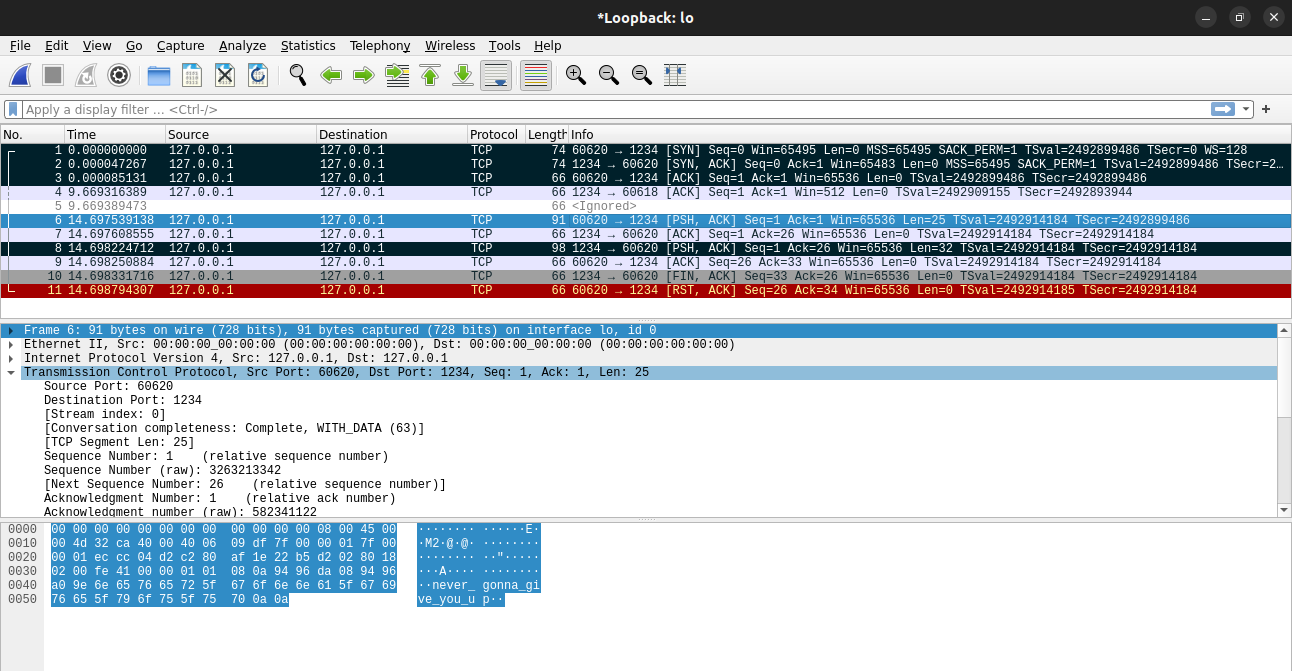 *Loopback: lo
File Edit View Go Capture Analyze Statistics Telephony Wireless Tools Help
Apply a display filter … <Ctrl-/>
No. Time Source Destination Protocol Length Info
1 0.000000000 127.0.0.1 127.0.0.1 TCP 74 60620 → 1234 [SYN] Seq=0 Win=65495 Len=0 MSS=65495 SACK_PERM=1 TSval=2492899486 TSecr=0 WS=128
2 0.000047267 127.0.0.1 127.0.0.1 TCP 74 1234 → 60620 [SYN, ACK] Seq=0 Ack=1 Win=65483 Len=0 MSS=65495 SACK_PERM=1 TSval=2492899486 TSecr=2…
3 0.000085131 127.0.0.1 127.0.0.1 TCP 66 60620 → 1234 [ACK] Seq=1 Ack=1 Win=65536 Len=0 TSval=2492899486 TSecr=2492899486
4 9.669316389 127.0.0.1 127.0.0.1 TCP 66 1234 → 60618 [ACK] Seq=1 Ack=1 Win=512 Len=0 TSval=2492909155 TSecr=2492893944
5 9.669389473 66 <Ignored>
6 14.697539138 127.0.0.1 127.0.0.1 TCP 91 60620 → 1234 [PSH, ACK] Seq=1 Ack=1 Win=65536 Len=25 TSval=2492914184 TSecr=2492899486
7 14.697608555 127.0.0.1 127.0.0.1 TCP 66 1234 → 60620 [ACK] Seq=1 Ack=26 Win=65536 Len=0 TSval=2492914184 TSecr=2492914184
8 14.698224712 127.0.0.1 127.0.0.1 TCP 98 1234 → 60620 [PSH, ACK] Seq=1 Ack=26 Win=65536 Len=32 TSval=2492914184 TSecr=2492914184
9 14.698250884 127.0.0.1 127.0.0.1 TCP 66 60620 → 1234 [ACK] Seq=26 Ack=33 Win=65536 Len=0 TSval=2492914184 TSecr=2492914184
10 14.698331716 127.0.0.1 127.0.0.1 TCP 66 1234 → 60620 [FIN, ACK] Seq=33 Ack=26 Win=65536 Len=0 TSval=2492914184 TSecr=2492914184
11 14.698794307 127.0.0.1 127.0.0.1 TCP 66 60620 → 1234 [RST, ACK] Seq=26 Ack=34 Win=65536 Len=0 TSval=2492914185 TSecr=2492914184
Frame 6: 91 bytes on wire (728 bits), 91 bytes captured (728 bits) on interface lo, id 0
Ethernet II, Src: 00:00:00_00:00:00 (00:00:00:00:00:00), Dst: 00:00:00_00:00:00 (00:00:00:00:00:00)
Internet Protocol Version 4, Src: 127.0.0.1, Dst: 127.0.0.1
Transmission Control Protocol, Src Port: 60620, Dst Port: 1234, Seq: 1, Ack: 1, Len: 25
Source Port: 60620
Destination Port: 1234
[Stream index: 0]
[Conversation completeness: Complete, WITH_DATA (63)]
[TCP Segment Len: 25]
Sequence Number: 1 (relative sequence number)
Sequence Number (raw): 3263213342
[Next Sequence Number: 26 (relative sequence number)]
Acknowledgment Number: 1 (relative ack number)
Acknowledgment number (raw): 582341122
0000 00 00 00 00 00 00 00 00 00 00 00 00 08 00 45 00 ········ ······E·
0010 00 4d 32 ca 40 00 40 06 09 df 7f 00 00 01 7f 00 ·M2·@·@· ········
0020 00 01 ec cc 04 d2 c2 80 af 1e 22 b5 d2 02 80 18 ········ ··"·····
0030 02 00 fe 41 00 00 01 01 08 0a 94 96 da 08 94 96 ···A···· ········
0040 a0 9e 6e 65 76 65 72 5f 67 6f 6e 6e 61 5f 67 69 ··never_ gonna_gi
0050 76 65 5f 79 6f 75 5f 75 70 0a 0a ve_you_u p··